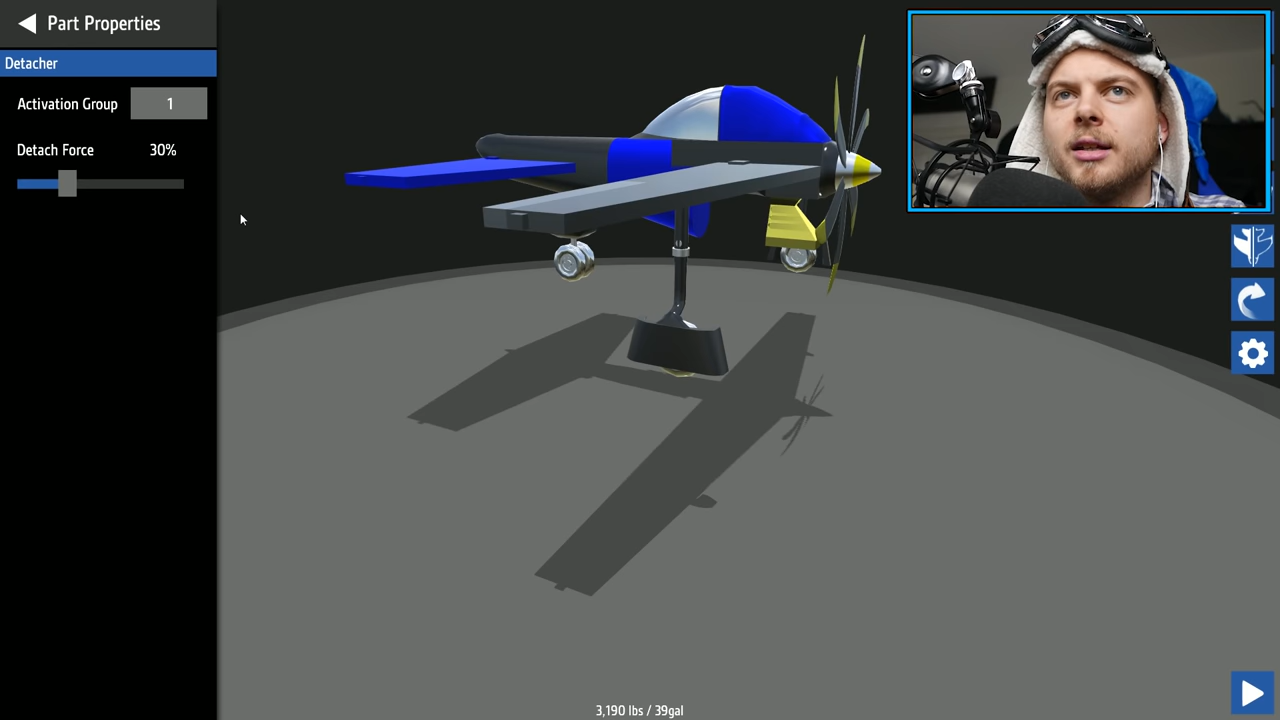 Part Properties
Detacher
Activation Group 1
Detach Force 30%
3,190 lbs / 39gal